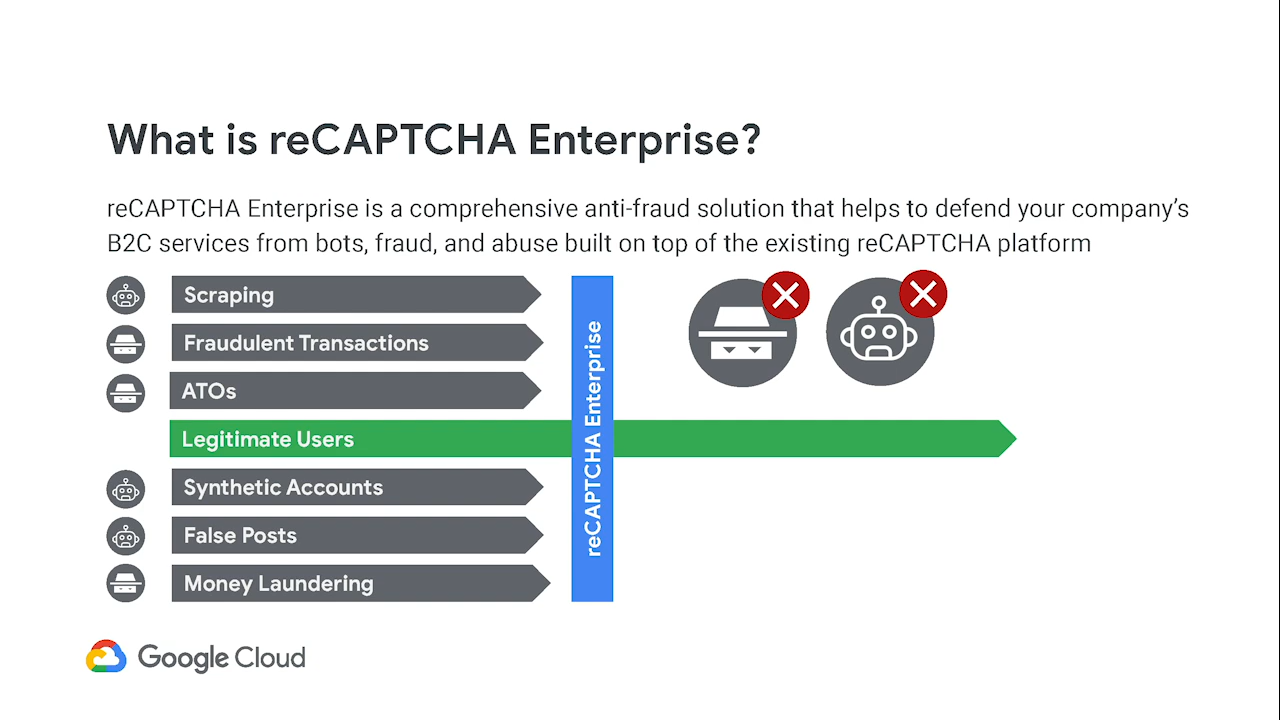 What is reCAPTCHA Enterprise?
reCAPTCHA Enterprise is a comprehensive anti-fraud solution that helps to defend your company’s
B2C services from bots, fraud, and abuse built on top of the existing reCAPTCHA platform
Scraping
Fraudulent Transactions
ATOs
Legitimate Users
Synthetic Accounts
False Posts
Money Laundering
reCAPTCHA Enterprise
Google Cloud